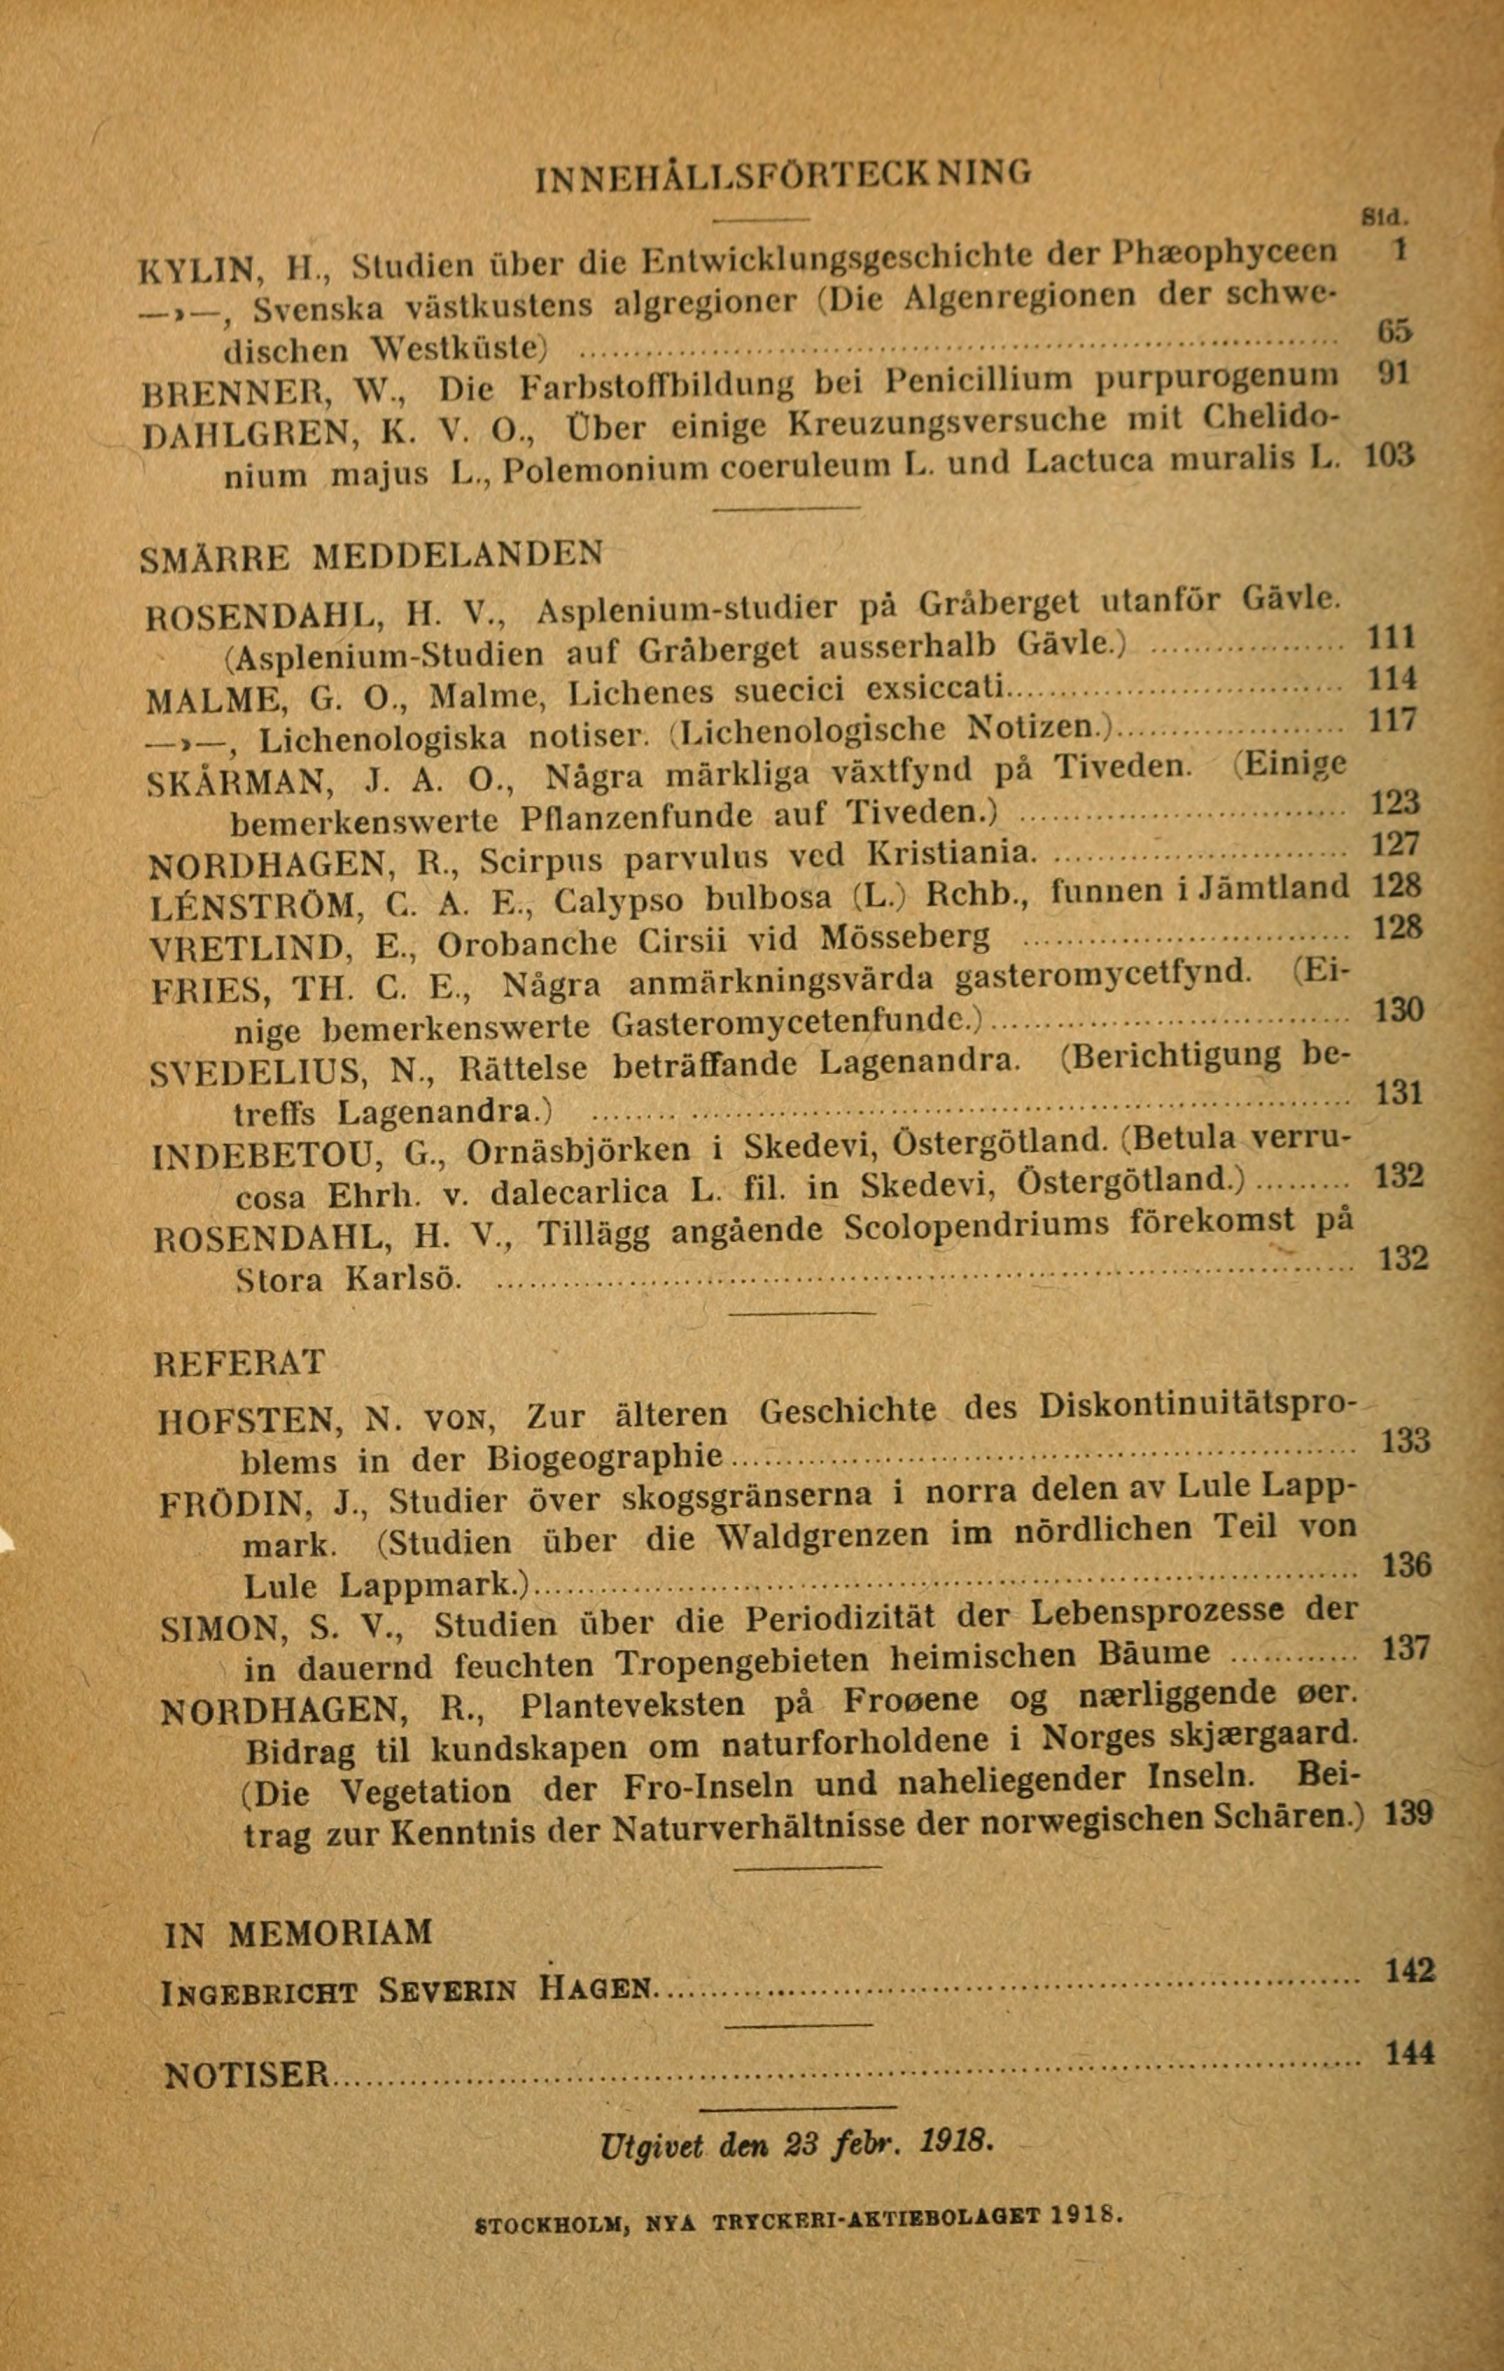 INNEHÅLLSFÖRTECKNING
Sid.
KYLIN, H., Studien über die Entwicklungsgeschichte der Phæophyceen 1
—»—, Svenska västkustens algregioner (Die Algenregionen der schwe-
dischen Westküste) ........ 65
BRENNER, W., Die Farbstoffbildung bei Penicillium purpurogenum 91
DAHLGREN, K. V. O., Über einige Kreuzungsversuche mit Chelido-
nium majus L., Polemonium coeruleum L. und Lactuca muralis L. 103
SMÄRRE MEDDELANDEN
ROSENDAHL, H. V., Asplenium-studier på Gråberget utanför Gävle.
(Asplenium-Studien auf Gråberget ausserhalb Gävle.) ........ 111
MALME, G. O., Malme, Lichenes suecici exsiccati........ 114
—»—, Lichenologiska notiser. (Lichenologische Notizen.)........ 117
SKÅRMAN, J. A. O., Några märkliga växtfynd på Tiveden. (Einige
bemerkenswerte Pflanzenfunde auf Tiveden.) ........ 123
NORDHAGEN, R., Scirpus parvulus ved Kristiania. ........ 127
LÉNSTRÖM, C. A. E., Calypso bulbosa (L.) Rchb., funnen i Jämtland 128
VRETLIND, E., Orobanche Cirsii vid Mösseberg ........ 128
FRIES, TH. C. E., Några anmärkningsvärda gasteromycetfynd. (Ei-
nige bemerkenswerte Gasteromycetenfunde.)........ 130
SVEDELIUS, N., Rättelse beträffande Lagenandra. (Berichtigung be-
treffs Lagenandra.) ........ 131
INDEBETOU, G., Ornäsbjörken i Skedevi, Östergötland. (Betula verru-
cosa Ehrh. v. dalecarlica L. fil. in Skedevi, Östergötland.)........ 132
ROSENDAHL, H. V., Tillägg angående Scolopendriums förekomst på
Stora Karlsö. ........ 132
REFERAT
HOFSTEN, N. VON, Zur älteren Geschichte des Diskontinuitätspro-
blems in der Biogeographie........ 133
FRÖDIN, J., Studier över skogsgränserna i norra delen av Lule Lapp-
mark. (Studien über die Waldgrenzen im nördlichen Teil von
Lule Lappmark.)........ 136
SIMON, S. V., Studien über die Periodizität der Lebensprozesse der
in dauernd feuchten Tropengebieten heimischen Bäume ........ 137
NORDHAGEN, R., Planteveksten på Froøene og nærliggende øer.
Bidrag til kundskapen om naturforholdene i Norges skjærgaard.
(Die Vegetation der Fro-Inseln und naheliegender Inseln. Bei-
trag zur Kenntnis der Naturverhältnisse der norwegischen Schären.) 139
IN MEMORIAM
INGEBRICHT SEVERIN HAGEN........ 142
NOTISER........ 144
Utgivet den 23 febr. 1918.
STOCKHOLM, NYA TRYCKERI-AKTIEBOLAGET 1918.